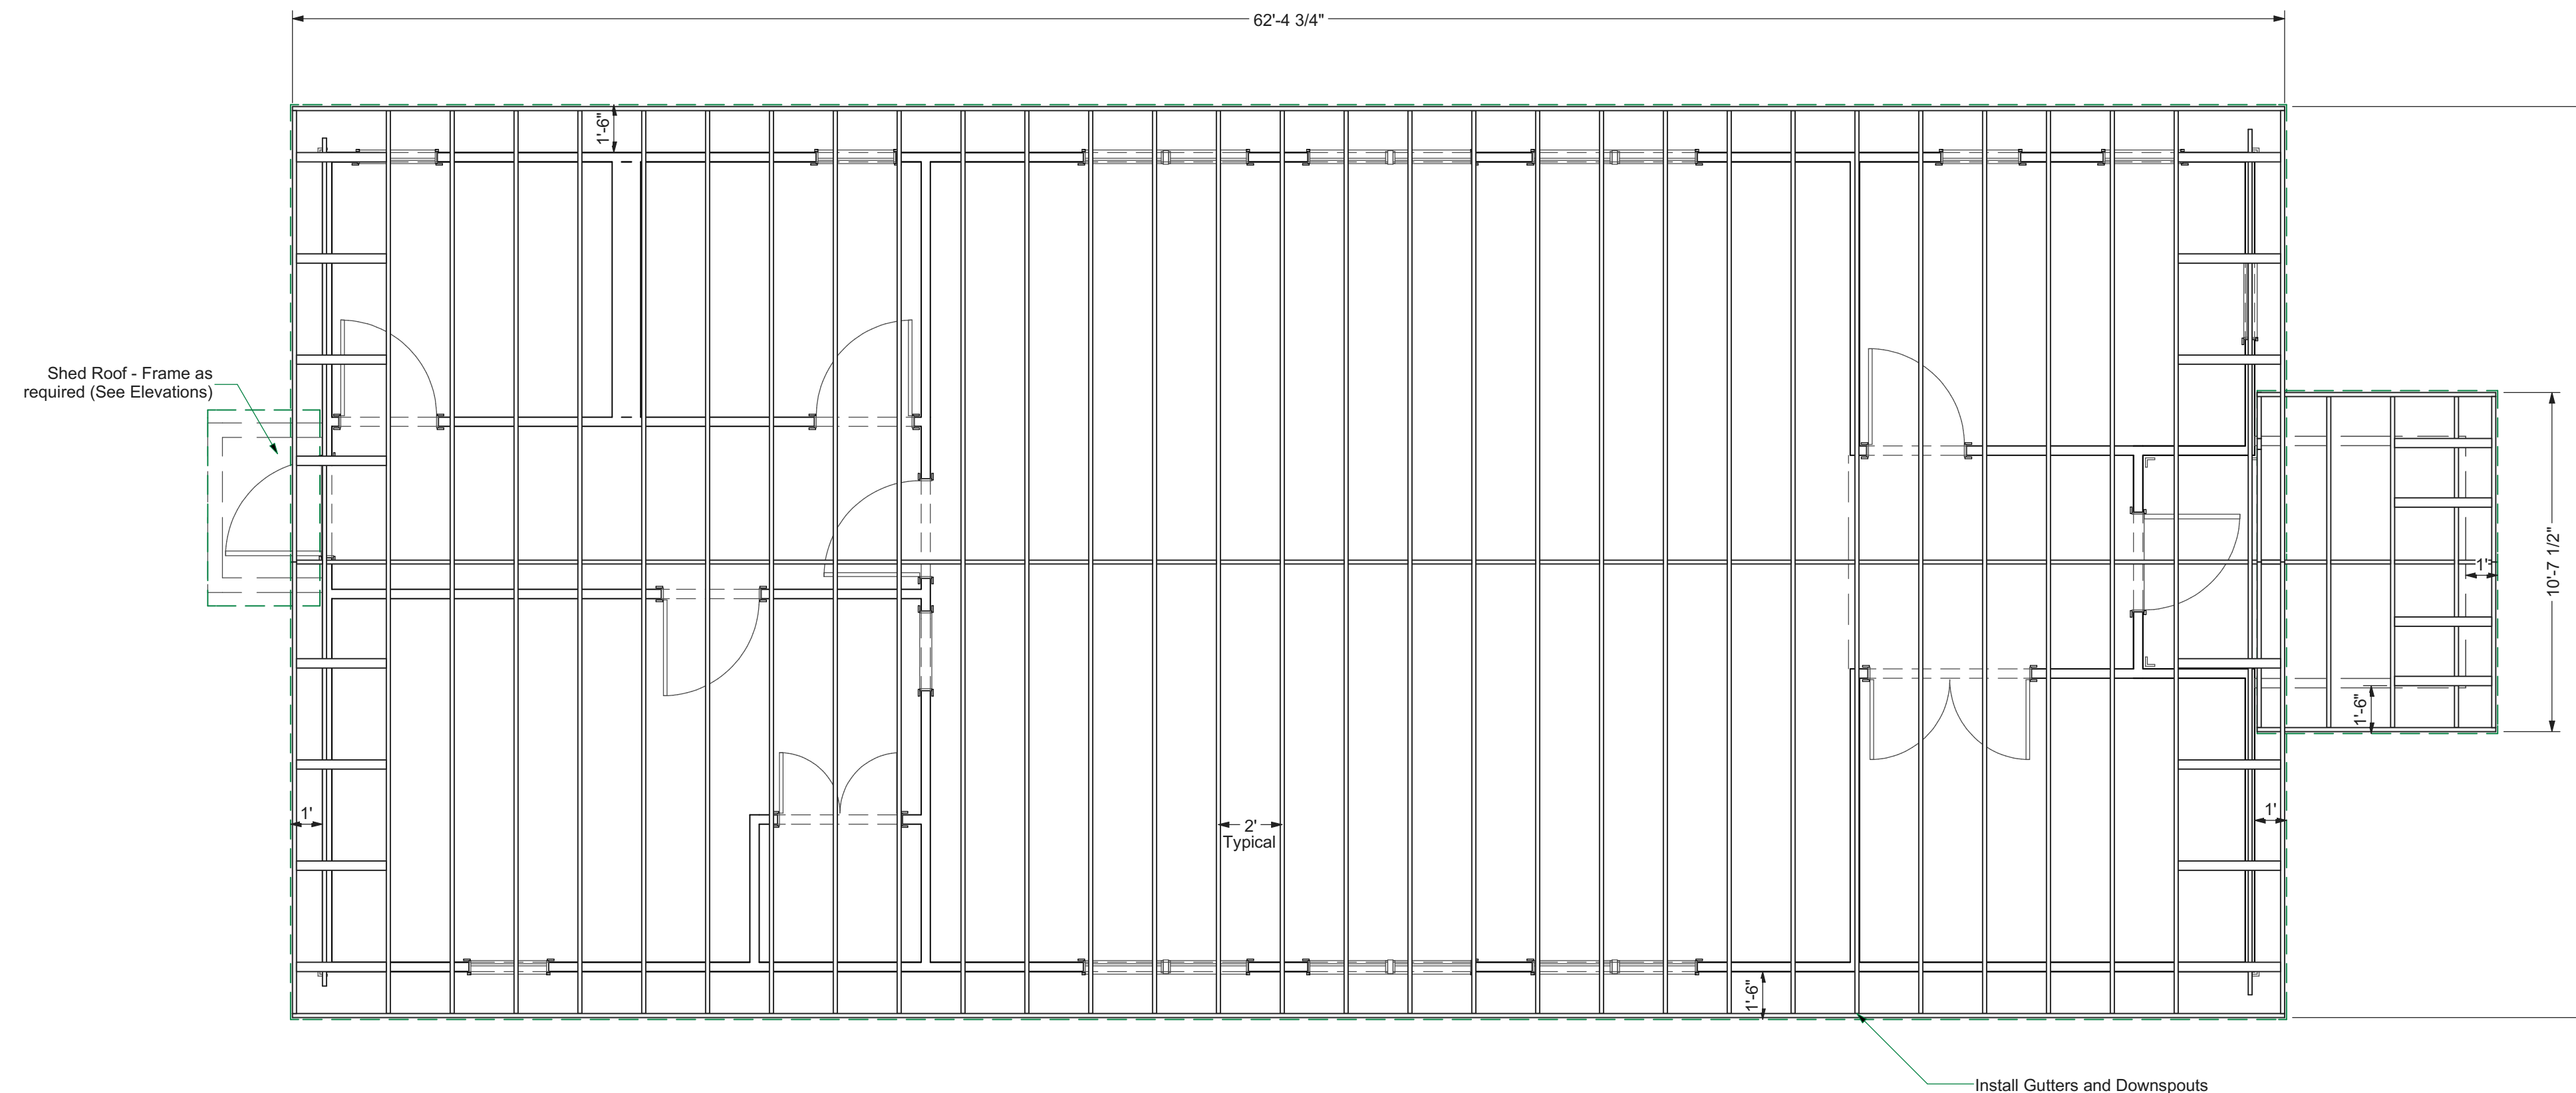 62'-4 3/4"
1'-6"
Shed Roof - Frame as
required (See Elevations)
1'
10'-7 1/2"
1'-6"
1'
2'
Typical
1'
1'-6"
Install Gutters and Downspouts